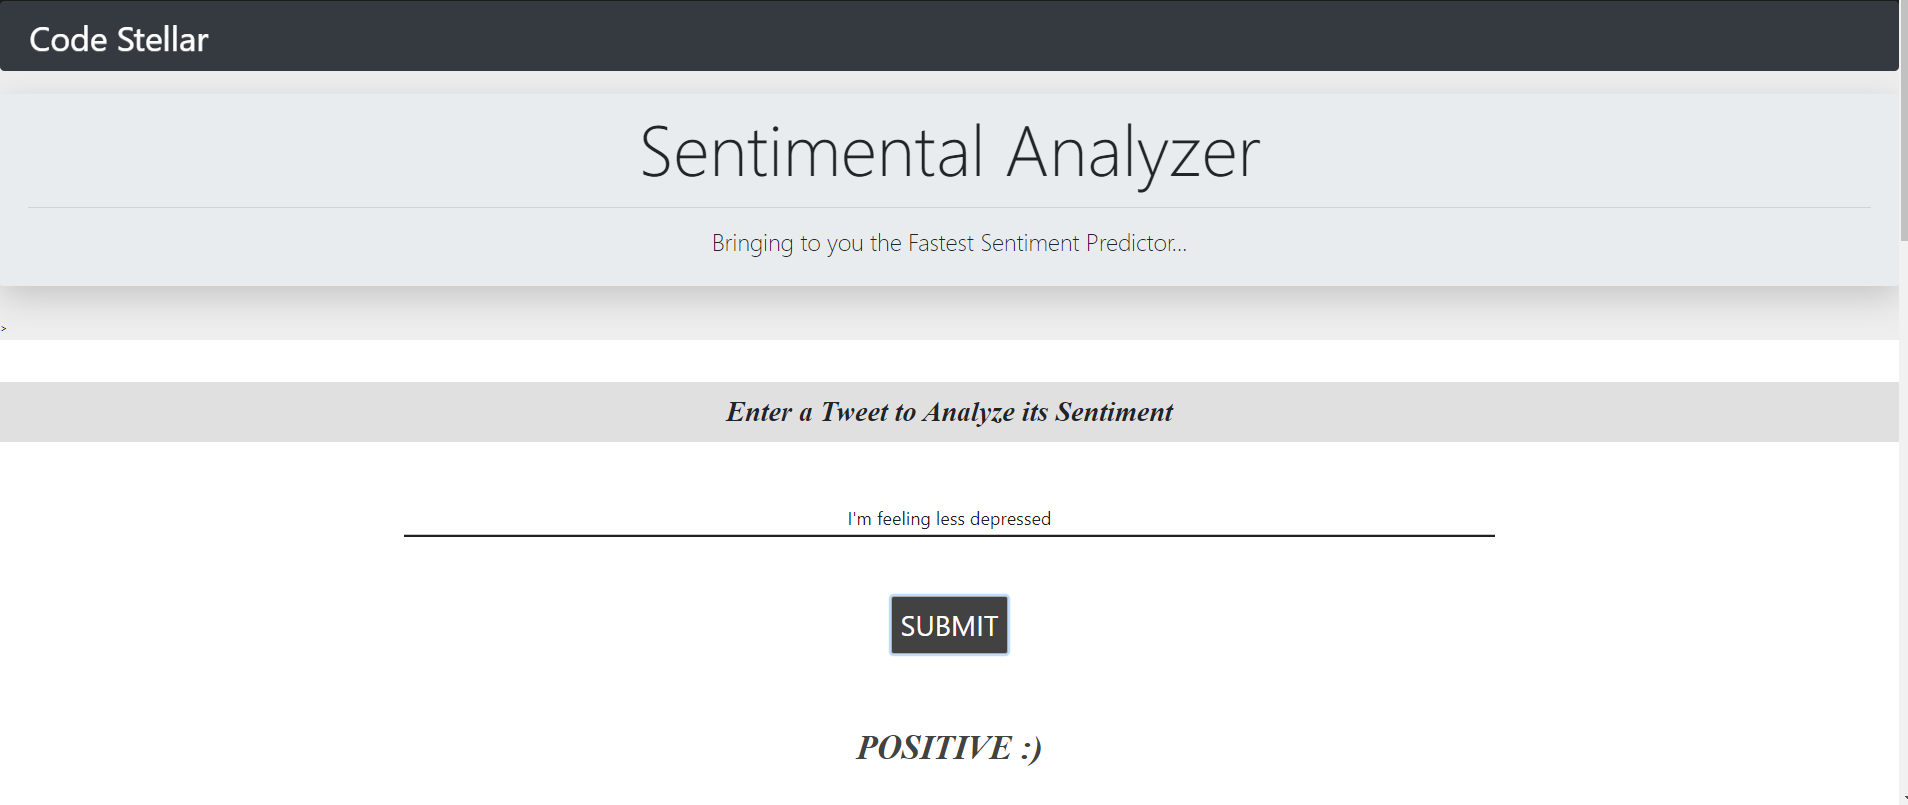 Code Stellar
Sentimental Analyzer
Bringing to you the Fastest Sentiment Predictor...
>
Enter a Tweet to Analyze its Sentiment
I'm feeling less depressed
SUBMIT
POSITIVE :)